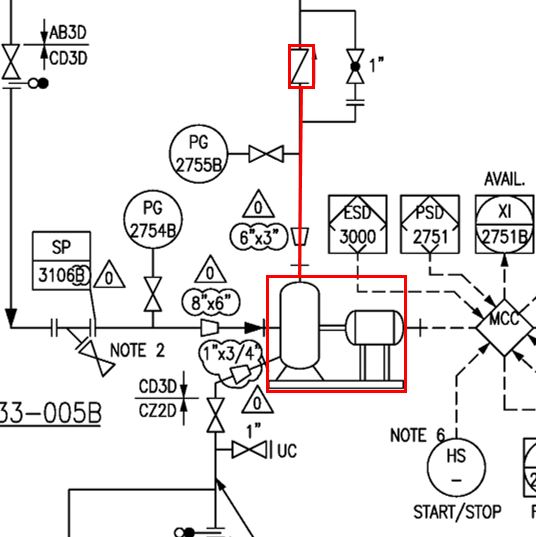 AB3D
CD3D
1"
PG
2755B
AVAIL.
PG
2754B
0
6"x3"
ESD
3000
PSD
2751
XI
2751B
SP
3106B
0
0
8"x6"
MCC
NOTE 2
1"x3/4"
CD3D
CZ2D
0
33-005B
1"
UC
NOTE 6
HS
-
START/STOP